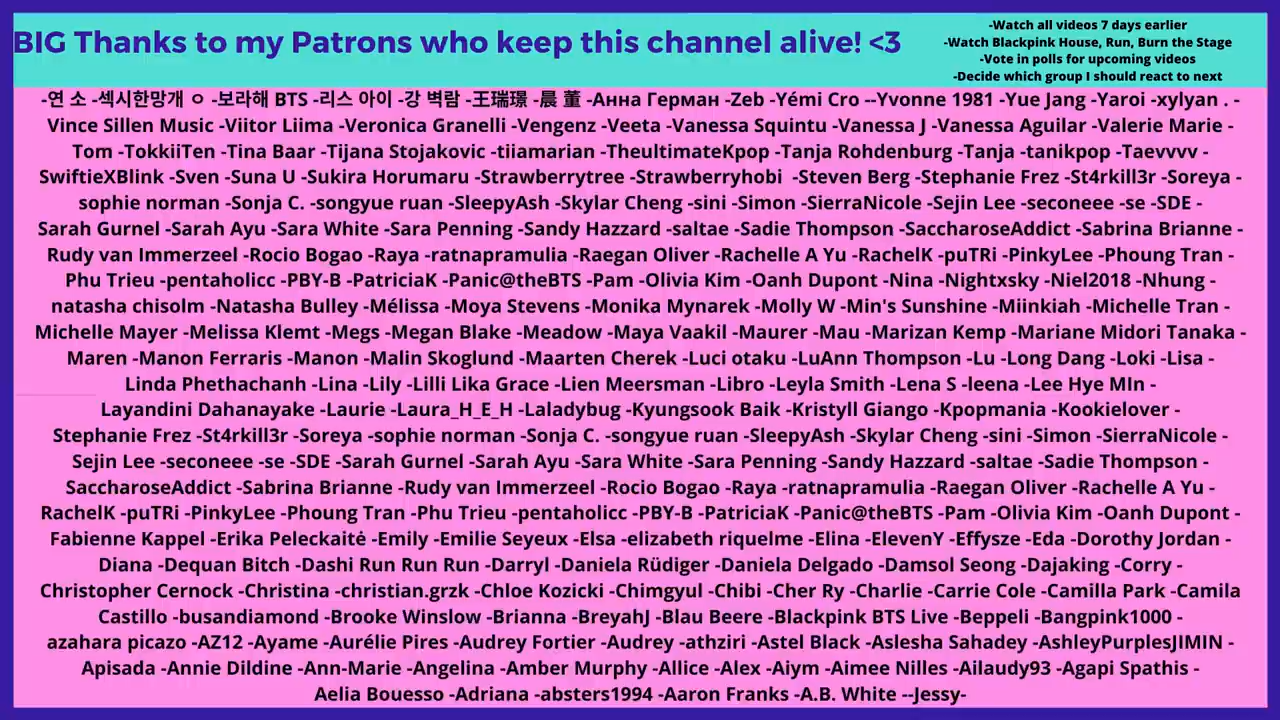 BIG Thanks to my Patrons who keep this channel alive! <3
-Watch all videos 7 days earlier
-Watch Blackpink House, Run, Burn the Stage
-Vote in polls for upcoming videos
-Decide which group I should react to next
-연 소 -섹시한망개 ㅇ -보라해 BTS -리스 아이 -강 벽람 -王瑞璟 -晨 董 -Анна Герман -Zeb -Yémi Cro --Yvonne 1981 -Yue Jang -Yaroi -xylyan . -
Vince Sillen Music -Viitor Liima -Veronica Granelli -Vengenz -Veeta -Vanessa Squintu -Vanessa J -Vanessa Aguilar -Valerie Marie -
Tom -TokkiiTen -Tina Baar -Tijana Stojakovic -tiiamarian -TheultimateKpop -Tanja Rohdenburg -Tanja -tanikpop -Taevvvv -
SwiftieXBlink -Sven -Suna U -Sukira Horumaru -Strawberrytree -Strawberryhobi  -Steven Berg -Stephanie Frez -St4rkill3r -Soreya -
sophie norman -Sonja C. -songyue ruan -SleepyAsh -Skylar Cheng -sini -Simon -SierraNicole -Sejin Lee -seconeee -se -SDE -
Sarah Gurnel -Sarah Ayu -Sara White -Sara Penning -Sandy Hazzard -saltae -Sadie Thompson -SaccharoseAddict -Sabrina Brianne -
Rudy van Immerzeel -Rocio Bogao -Raya -ratnapramulia -Raegan Oliver -Rachelle A Yu -RachelK -puTRi -PinkyLee -Phoung Tran -
Phu Trieu -pentaholicc -PBY-B -PatriciaK -Panic@theBTS -Pam -Olivia Kim -Oanh Dupont -Nina -Nightxsky -Niel2018 -Nhung -
natasha chisolm -Natasha Bulley -Mélissa -Moya Stevens -Monika Mynarek -Molly W -Min's Sunshine -Miinkiah -Michelle Tran -
Michelle Mayer -Melissa Klemt -Megs -Megan Blake -Meadow -Maya Vaakil -Maurer -Mau -Marizan Kemp -Mariane Midori Tanaka -
Maren -Manon Ferraris -Manon -Malin Skoglund -Maarten Cherek -Luci otaku -LuAnn Thompson -Lu -Long Dang -Loki -Lisa -
Linda Phethachanh -Lina -Lily -Lilli Lika Grace -Lien Meersman -Libro -Leyla Smith -Lena S -leena -Lee Hye MIn -
Layandini Dahanayake -Laurie -Laura_H_E_H -Laladybug -Kyungsook Baik -Kristyll Giango -Kpopmania -Kookielover -
Stephanie Frez -St4rkill3r -Soreya -sophie norman -Sonja C. -songyue ruan -SleepyAsh -Skylar Cheng -sini -Simon -SierraNicole -
Sejin Lee -seconeee -se -SDE -Sarah Gurnel -Sarah Ayu -Sara White -Sara Penning -Sandy Hazzard -saltae -Sadie Thompson -
SaccharoseAddict -Sabrina Brianne -Rudy van Immerzeel -Rocio Bogao -Raya -ratnapramulia -Raegan Oliver -Rachelle A Yu -
RachelK -puTRi -PinkyLee -Phoung Tran -Phu Trieu -pentaholicc -PBY-B -PatriciaK -Panic@theBTS -Pam -Olivia Kim -Oanh Dupont -
Fabienne Kappel -Erika Peleckaitė -Emily -Emilie Seyeux -Elsa -elizabeth riquelme -Elina -ElevenY -Effysze -Eda -Dorothy Jordan -
Diana -Dequan Bitch -Dashi Run Run Run -Darryl -Daniela Rüdiger -Daniela Delgado -Damsol Seong -Dajaking -Corry -
Christopher Cernock -Christina -christian.grzk -Chloe Kozicki -Chimgyul -Chibi -Cher Ry -Charlie -Carrie Cole -Camilla Park -Camila
Castillo -busandiamond -Brooke Winslow -Brianna -BreyahJ -Blau Beere -Blackpink BTS Live -Beppeli -Bangpink1000 -
azahara picazo -AZ12 -Ayame -Aurélie Pires -Audrey Fortier -Audrey -athziri -Astel Black -Aslesha Sahadey -AshleyPurplesJIMIN -
Apisada -Annie Dildine -Ann-Marie -Angelina -Amber Murphy -Allice -Alex -Aiym -Aimee Nilles -Ailaudy93 -Agapi Spathis -
Aelia Bouesso -Adriana -absters1994 -Aaron Franks -A.B. White --Jessy-